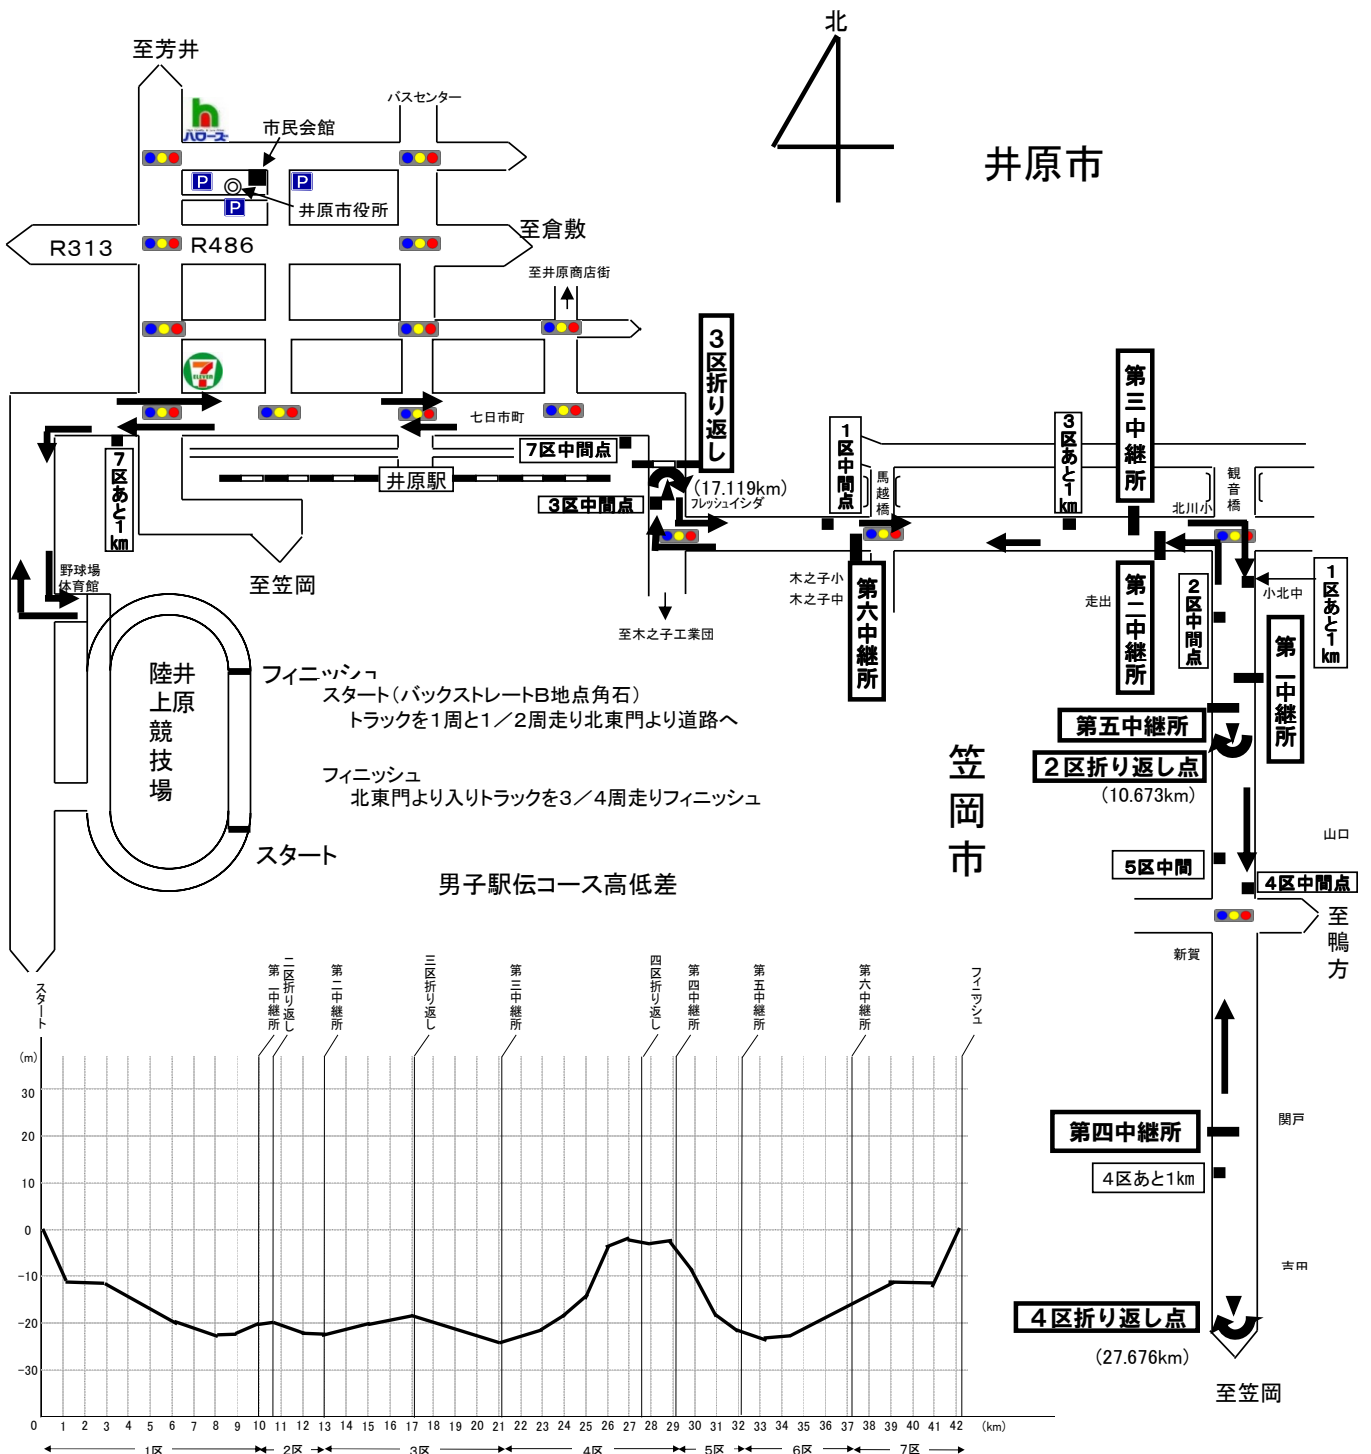 北
井原市
至芳井
バスセンター
ハローズ
市民会館
P
P
P
井原市役所
R313
R486
至倉敷
至井原商店街
7
ELEVEN
七日市町
7区中間点
井原駅
3区折り返し
(17.119km)
フレッシュイシダ
3区中間点
7区あと1km
野球場
体育館
至笠岡
1区中間点
馬越橋
3区あと1km
第三中継所
観音橋
北川小
木之子小
木之子中
第六中継所
走出
第二中継所
2区中間点
小北中
1区あと1km
第一中継所
至木之子工業団
第五中継所
2区折り返し点
(10.673km)
笠岡市
山口
5区中間
4区中間点
至鴨方
新賀
関戸
第四中継所
4区あと1km
吉田
4区折り返し点
(27.676km)
至笠岡
井原
陸上競技場
フィニッシュ
スタート(バックストレートB地点角石)
トラックを1周と1/2周走り北東門より道路へ
フィニッシュ
北東門より入りトラックを3/4周走りフィニッシュ
スタート
男子駅伝コース高低差
スタート
第一中継所
二区折り返し
第二中継所
三区折り返し
第三中継所
四区折り返し
第四中継所
第五中継所
第六中継所
フィニッシュ
(m)
30
20
10
0
-10
-20
-30
0 1 2 3 4 5 6 7 8 9 10 11 12 13 14 15 16 17 18 19 20 21 22 23 24 25 26 27 28 29 30 31 32 33 34 35 36 37 38 39 40 41 42 (km)
1区 2区 3区 4区 5区 6区 7区